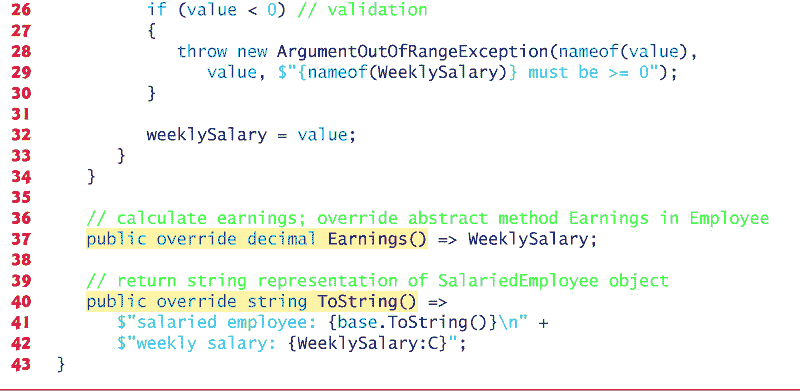 26 if (value < 0) // validation
27 {
28 throw new ArgumentOutOfRangeException(nameof(value),
29 value, $"{nameof(WeeklySalary)} must be >= 0");
30 }
31
32 weeklySalary = value;
33 }
34 }
35
36 // calculate earnings; override abstract method Earnings in Employee
37 public override decimal Earnings() => WeeklySalary;
38
39 // return string representation of SalariedEmployee object
40 public override string ToString() =>
41 $"salaried employee: {base.ToString()}\n" +
42 $"weekly salary: {WeeklySalary:C}";
43 }